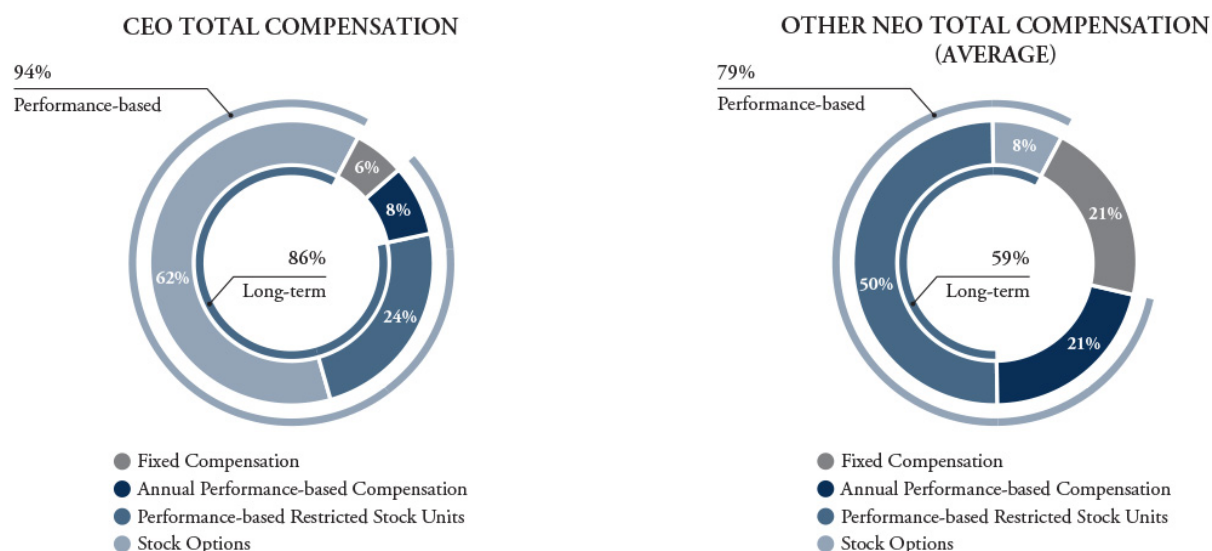 CEO TOTAL COMPENSATION
94%
Performance-based
6%
8%
86%
Long-term
62%
24%
Fixed Compensation
Annual Performance-based Compensation
Performance-based Restricted Stock Units
Stock Options
OTHER NEO TOTAL COMPENSATION
(AVERAGE)
79%
Performance-based
8%
21%
59%
Long-term
50%
21%
Fixed Compensation
Annual Performance-based Compensation
Performance-based Restricted Stock Units
Stock Options